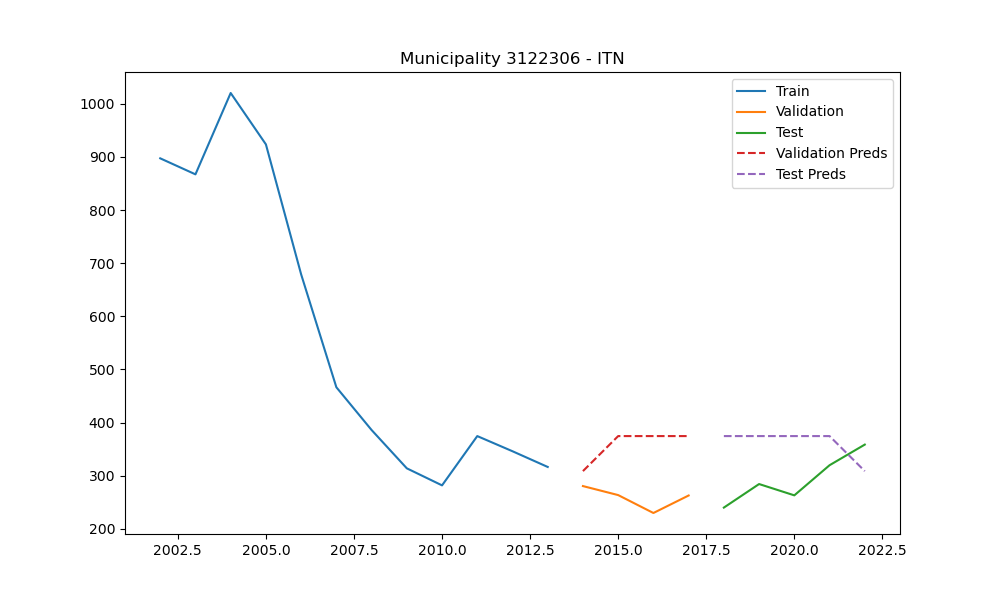 Municipality 3122306 - ITN
Train
Validation
Test
Validation Preds
Test Preds
1000
900
800
700
600
500
400
300
200
2002.5 2005.0 2007.5 2010.0 2012.5 2015.0 2017.5 2020.0 2022.5